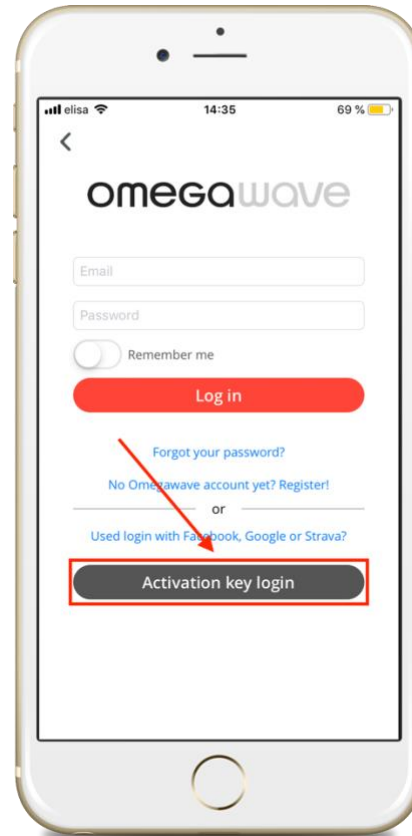 elisa 14:35 69 %
omegawave
Email
Password
Remember me
Log in
Forgot your password?
No Omegawave account yet? Register!
or
Used login with Facebook, Google or Strava?
Activation key login